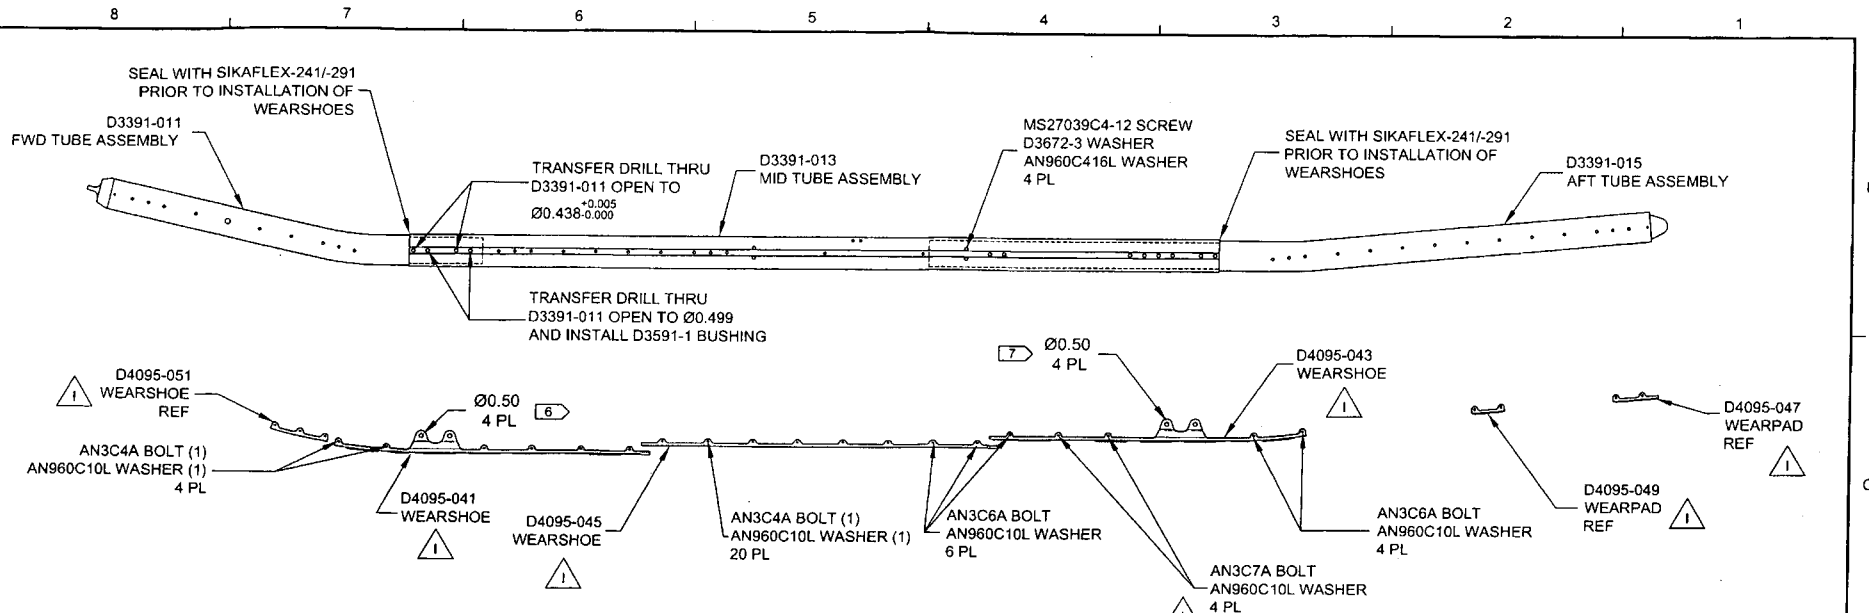 8 7 6 5 4 3 2 1
SEAL WITH SIKAFLEX-241/-291
PRIOR TO INSTALLATION OF
WEARSHOES
D3391-011
FWD TUBE ASSEMBLY
TRANSFER DRILL THRU
D3391-011 OPEN TO
Ø0.438 +0.005 -0.000
D3391-013
MID TUBE ASSEMBLY
MS27039C4-12 SCREW
D3672-3 WASHER
AN960C416L WASHER
4 PL
SEAL WITH SIKAFLEX-241/-291
PRIOR TO INSTALLATION OF
WEARSHOES
D3391-015
AFT TUBE ASSEMBLY
TRANSFER DRILL THRU
D3391-011 OPEN TO Ø0.499
AND INSTALL D3591-1 BUSHING
D4095-051
WEARSHOE
REF
1
Ø0.50
4 PL
6
7
Ø0.50
4 PL
D4095-043
WEARSHOE
1
D4095-047
WEARPAD
REF
1
AN3C4A BOLT (1)
AN960C10L WASHER (1)
4 PL
D4095-041
WEARSHOE
1
D4095-045
WEARSHOE
1
AN3C4A BOLT (1)
AN960C10L WASHER (1)
20 PL
AN3C6A BOLT
AN960C10L WASHER
6 PL
AN3C7A BOLT
AN960C10L WASHER
4 PL
AN3C6A BOLT
AN960C10L WASHER
4 PL
D4095-049
WEARPAD
REF
1
C